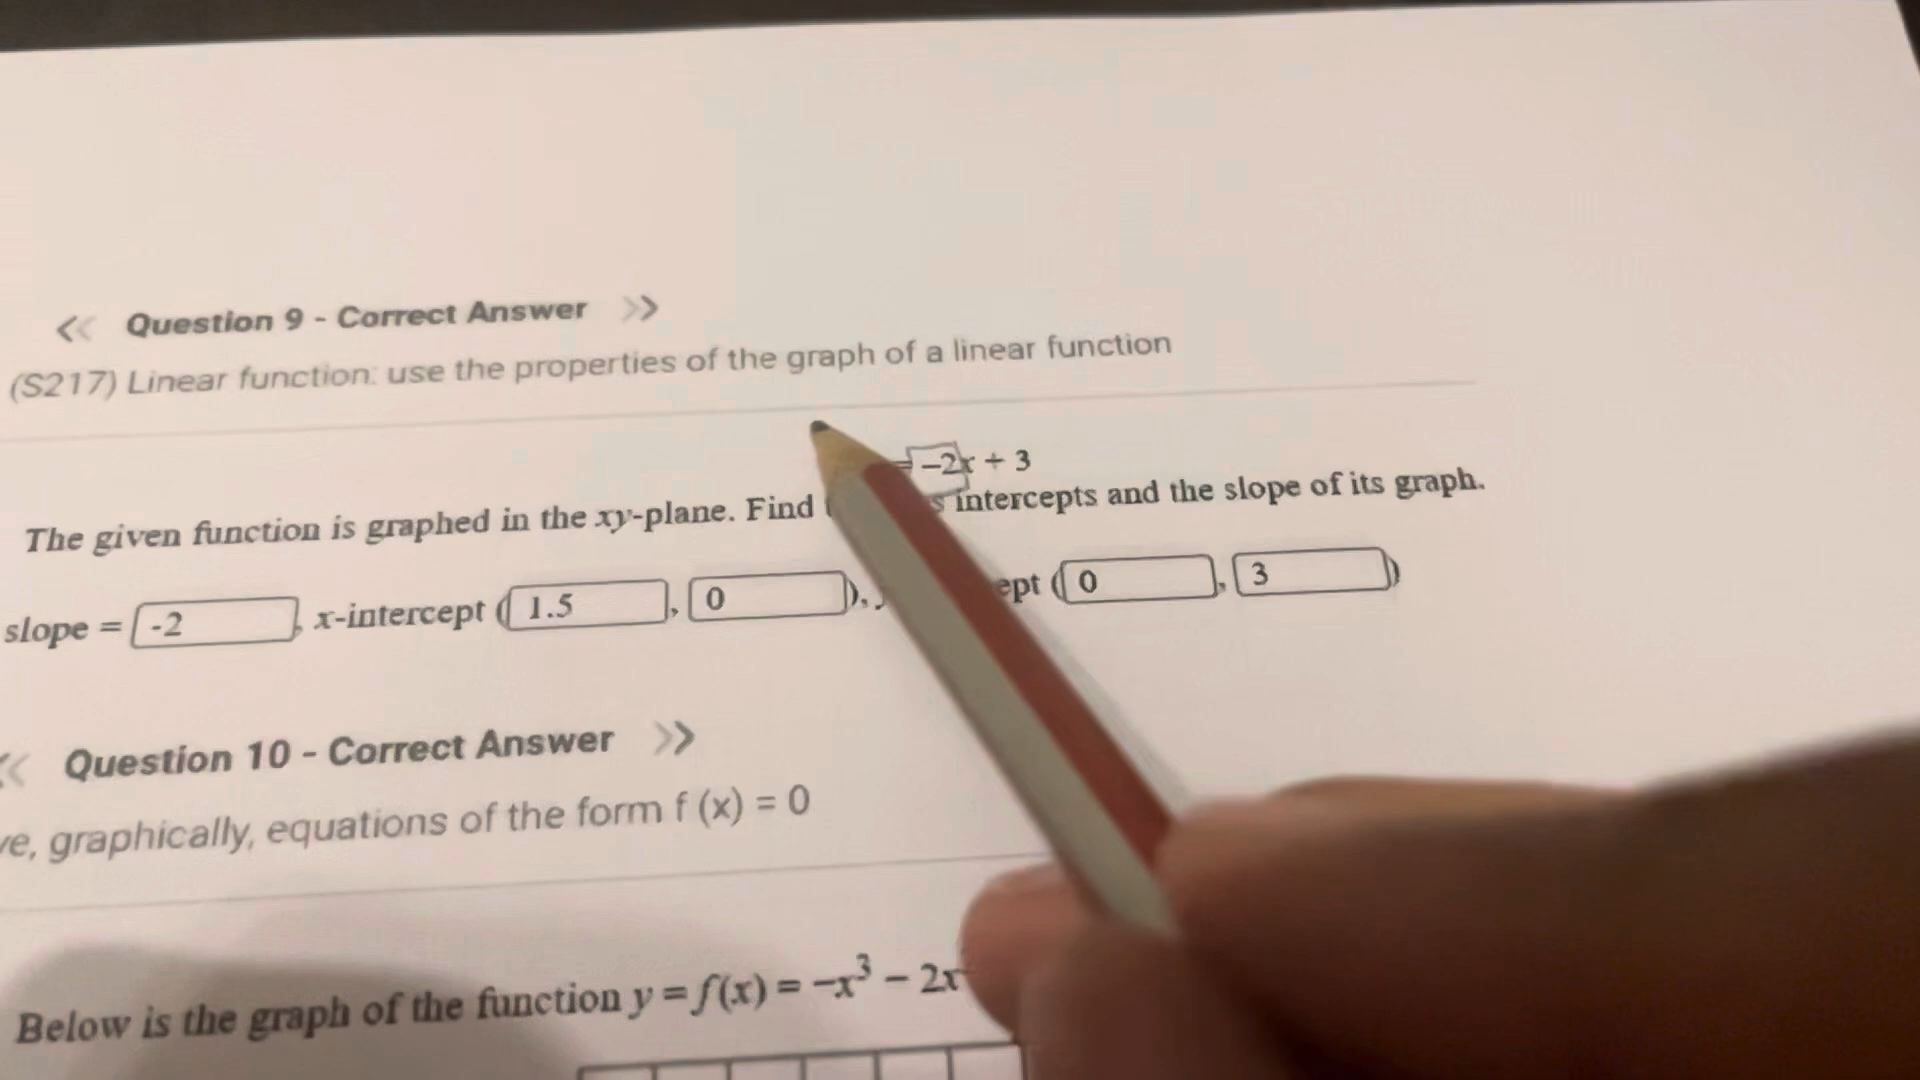 << Question 9 - Correct Answer >>
(S217) Linear function: use the properties of the graph of a linear function
= -2x + 3
The given function is graphed in the xy-plane. Find intercepts and the slope of its graph.
slope = -2, x-intercept (1.5, 0), ept (0, 3)
<< Question 10 - Correct Answer >>
ve, graphically, equations of the form f (x) = 0
Below is the graph of the function y = f(x) = -x³ - 2x